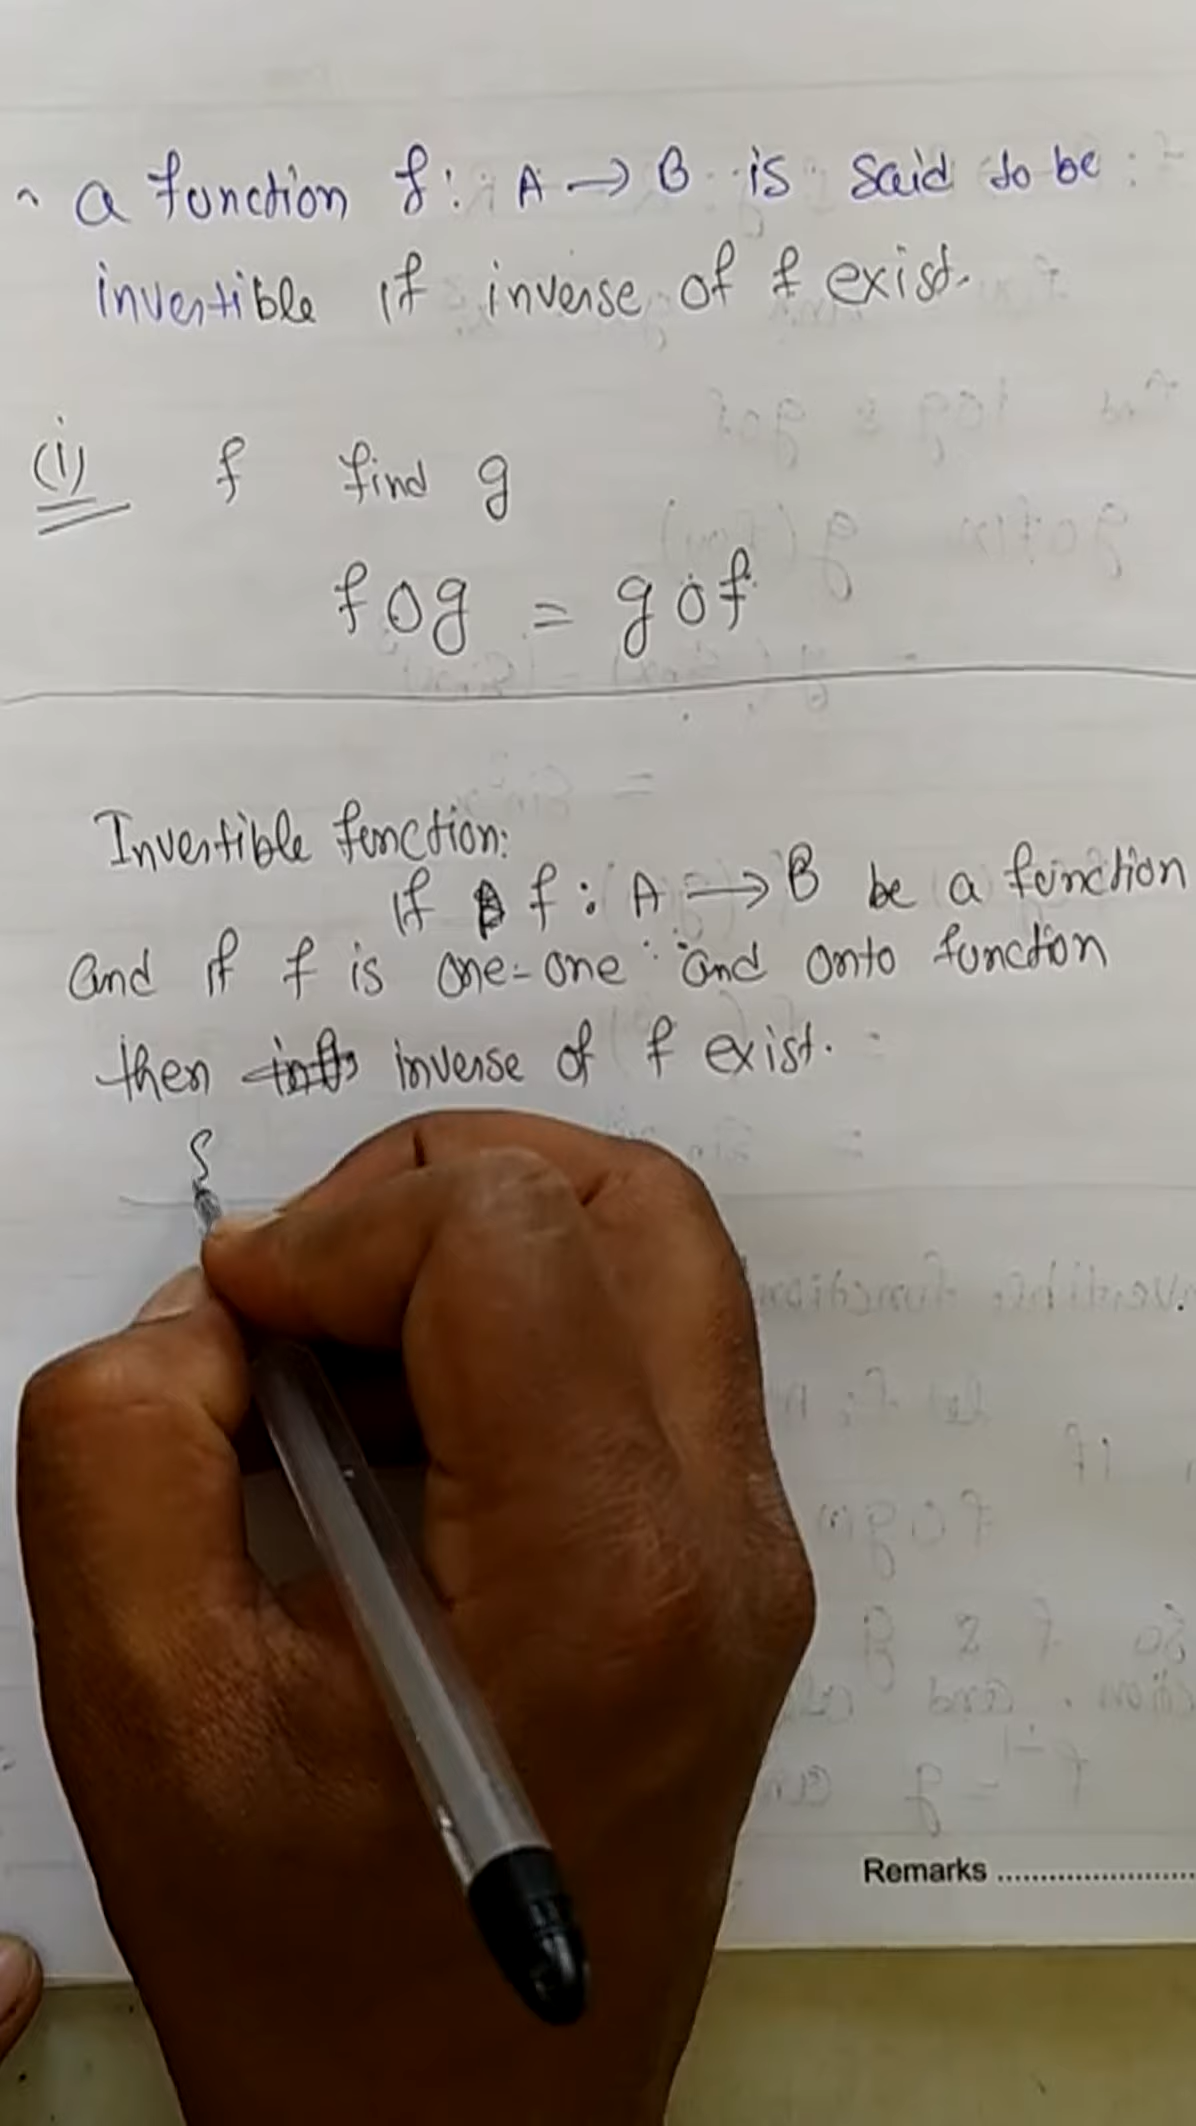 a function f: A → B is said to be
invertible if inverse of f exist.
(i) f find g
fog = gof
Invertible function:
if f : A → B be a function
and if f is one-one and onto function
then inverse of f exist.
Remarks